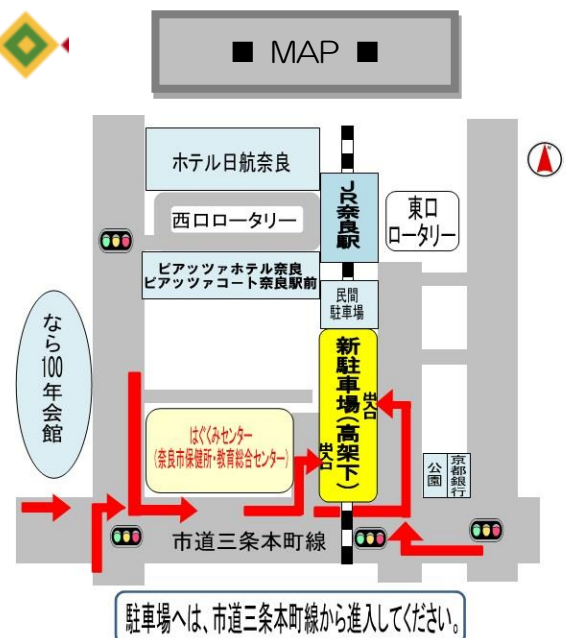 ■ MAP ■
ホテル日航奈良
JR奈良駅
西口ロータリー
東口
ロータリー
ピアッツァホテル奈良
ピアッツァコート奈良駅前
民間
駐車場
なら100年会館
新駐車場(高架下)
出入口
出入口
はぐくみセンター
(奈良市保健所・教育総合センター)
公園
京都銀行
市道三条本町線
駐車場へは、市道三条本町線から進入してください。